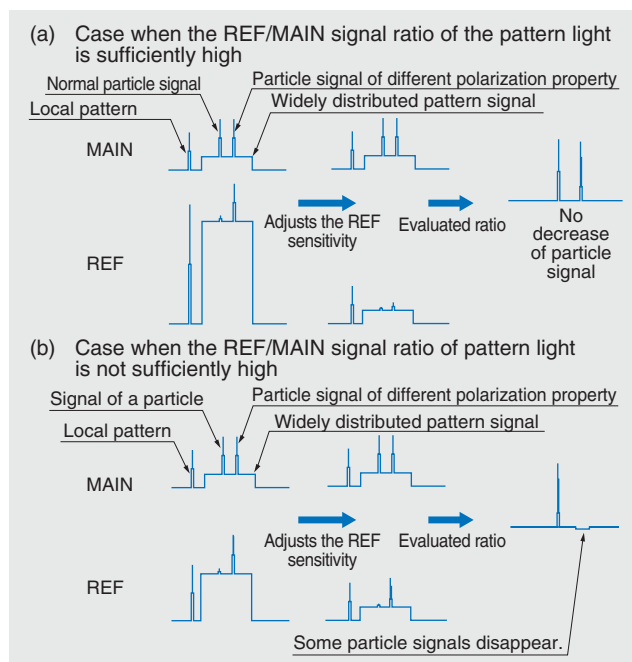 (a) Case when the REF/MAIN signal ratio of the pattern light
is sufficiently high
Normal particle signal
Particle signal of different polarization property
Local pattern
Widely distributed pattern signal
MAIN
Adjusts the REF
sensitivity
Evaluated ratio
No
decrease
of particle
signal
REF
(b) Case when the REF/MAIN signal ratio of pattern light
is not sufficiently high
Signal of a particle
Particle signal of different polarization property
Local pattern
Widely distributed pattern signal
MAIN
Adjusts the REF
sensitivity
Evaluated ratio
REF
Some particle signals disappear.